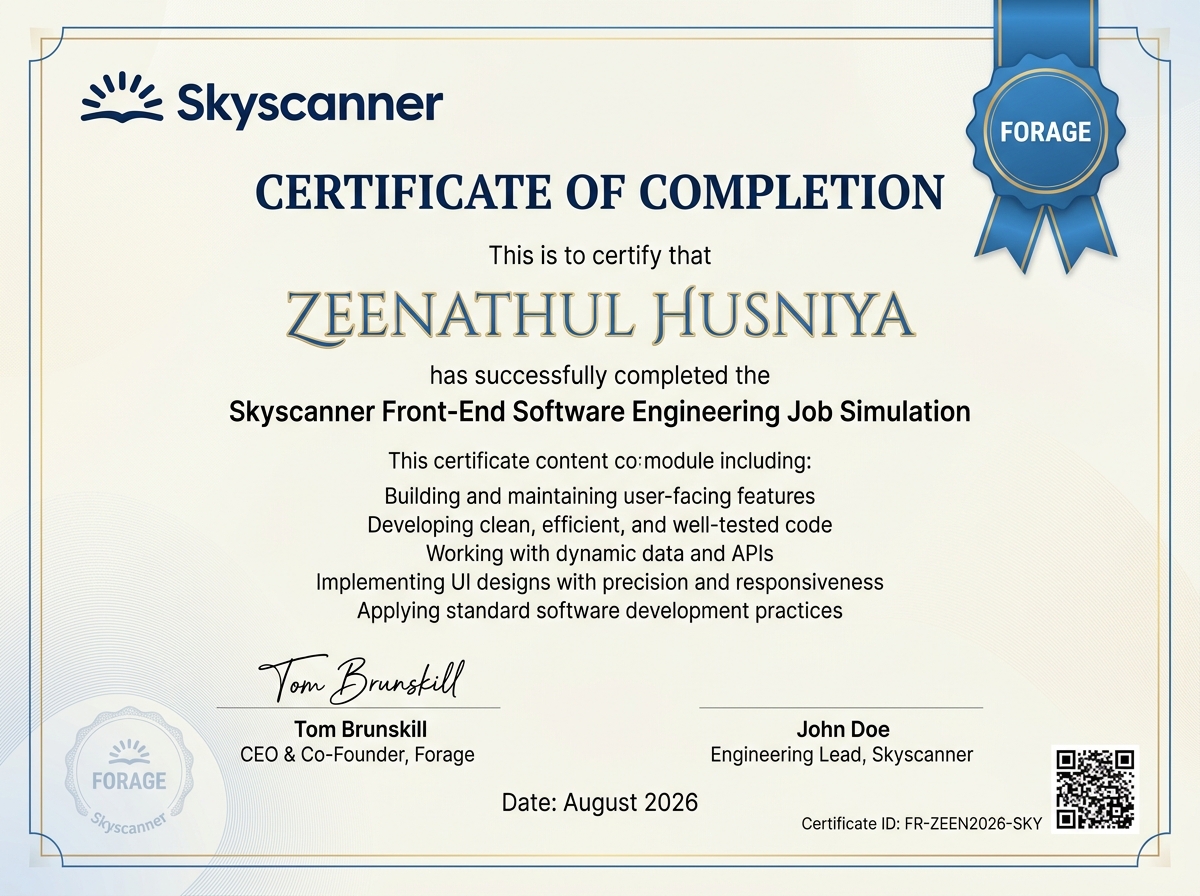 Skyscanner
FORAGE
CERTIFICATE OF COMPLETION
This is to certify that
ZEENATHUL HUSNIYA
has successfully completed the
Skyscanner Front-End Software Engineering Job Simulation
This certificate content co:module including:
Building and maintaining user-facing features
Developing clean, efficient, and well-tested code
Working with dynamic data and APIs
Implementing UI designs with precision and responsiveness
Applying standard software development practices
Tom Brunskill
Tom Brunskill
CEO & Co-Founder, Forage
John Doe
Engineering Lead, Skyscanner
FORAGE
Skyscanner
Date: August 2026
Certificate ID: FR-ZEEN2026-SKY